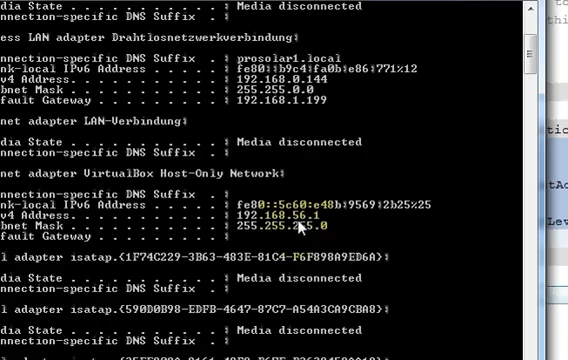 dia State . . . . . . . . . . . : Media disconnected
nnection-specific DNS Suffix  . :
ess LAN adapter Drahtlosnetzwerkverbindung:
nnection-specific DNS Suffix  . : prosolar1.local
nk-local IPv6 Address . . . . . : fe80::b9c4:fa0b:e86:771%12
v4 Address. . . . . . . . . . . : 192.168.0.144
bnet Mask . . . . . . . . . . . : 255.255.0.0
fault Gateway . . . . . . . . . : 192.168.1.199
net adapter LAN-Verbindung:
dia State . . . . . . . . . . . : Media disconnected
nnection-specific DNS Suffix  . :
net adapter VirtualBox Host-Only Network:
nnection-specific DNS Suffix  . :
nk-local IPv6 Address . . . . . : fe80::5c60:e48b:9569:2b25%25
v4 Address. . . . . . . . . . . : 192.168.56.1
bnet Mask . . . . . . . . . . . : 255.255.255.0
fault Gateway . . . . . . . . . :
l adapter isatap.{1F74C229-3B63-483E-81C4-F6F898A9ED6A}:
dia State . . . . . . . . . . . : Media disconnected
nnection-specific DNS Suffix  . :
l adapter isatap.{590D0B98-EDFB-4647-87C7-A54A3CA9CBA8}:
dia State . . . . . . . . . . . : Media disconnected
nnection-specific DNS Suffix  . :